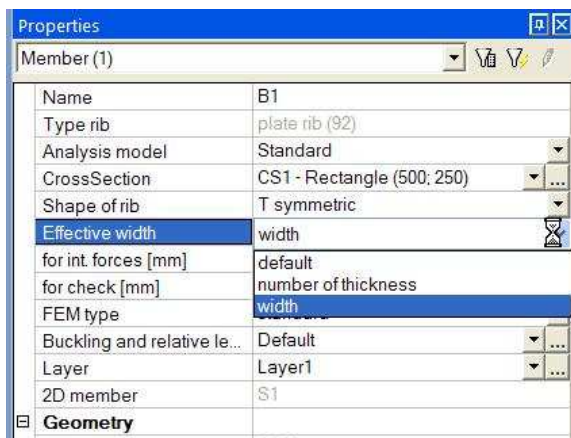 Properties
Member (1)
Name B1
Type rib plate rib (92)
Analysis model Standard
CrossSection CS1 - Rectangle (500; 250)
Shape of rib T symmetric
Effective width width
for int. forces [mm] default
for check [mm] number of thickness
width
FEM type standard
Buckling and relative le... Default
Layer Layer1
2D member S1
Geometry